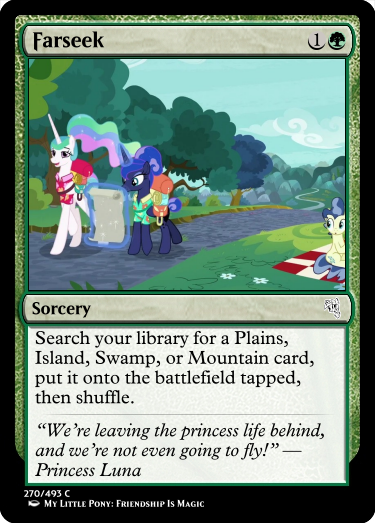 Farseek 1
Sorcery
Search your library for a Plains,
Island, Swamp, or Mountain card,
put it onto the battlefield tapped,
then shuffle.
“We’re leaving the princess life behind,
and we’re not even going to fly!” —
Princess Luna
270/493 C
My Little Pony: Friendship Is Magic